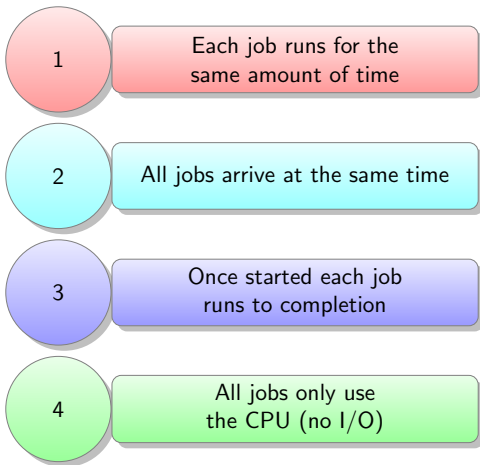 1
Each job runs for the
same amount of time
2
All jobs arrive at the same time
3
Once started each job
runs to completion
4
All jobs only use
the CPU (no I/O)